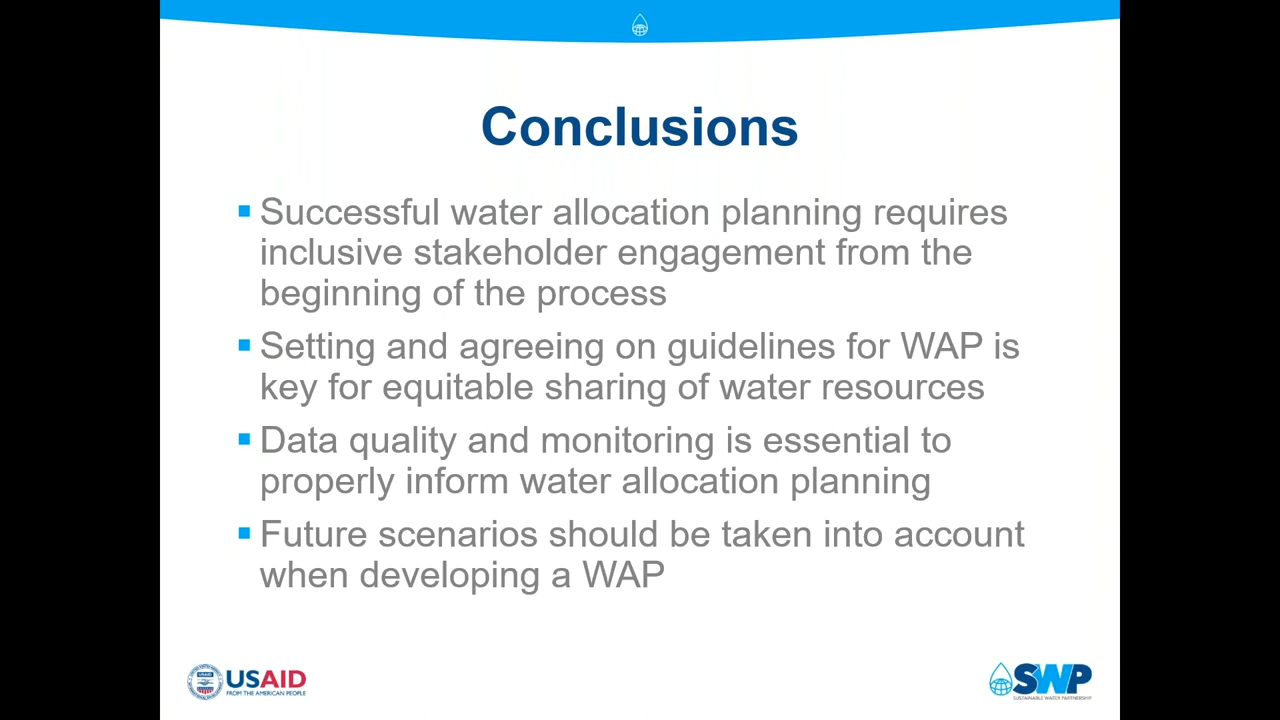 Conclusions
Successful water allocation planning requires
inclusive stakeholder engagement from the
beginning of the process
Setting and agreeing on guidelines for WAP is
key for equitable sharing of water resources
Data quality and monitoring is essential to
properly inform water allocation planning
Future scenarios should be taken into account
when developing a WAP
USAID
FROM THE AMERICAN PEOPLE
SWP
SUSTAINABLE WATER PARTNERSHIP